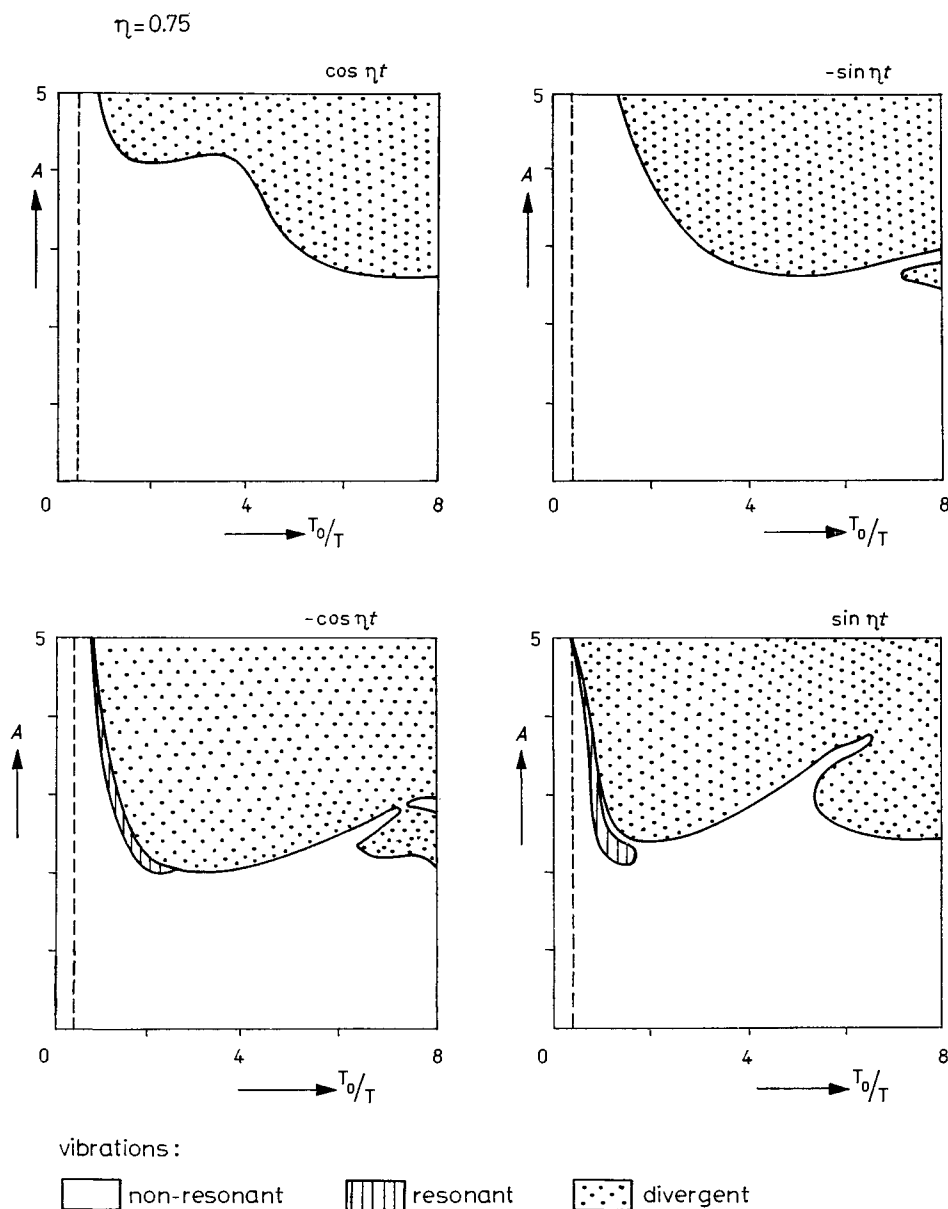 η=0.75
cos ηt
5
A
0
4
8
T₀/T
-sin ηt
5
A
0
4
8
T₀/T
-cos ηt
5
A
0
4
8
T₀/T
sin ηt
5
A
0
4
8
T₀/T
vibrations:
non-resonant
resonant
divergent